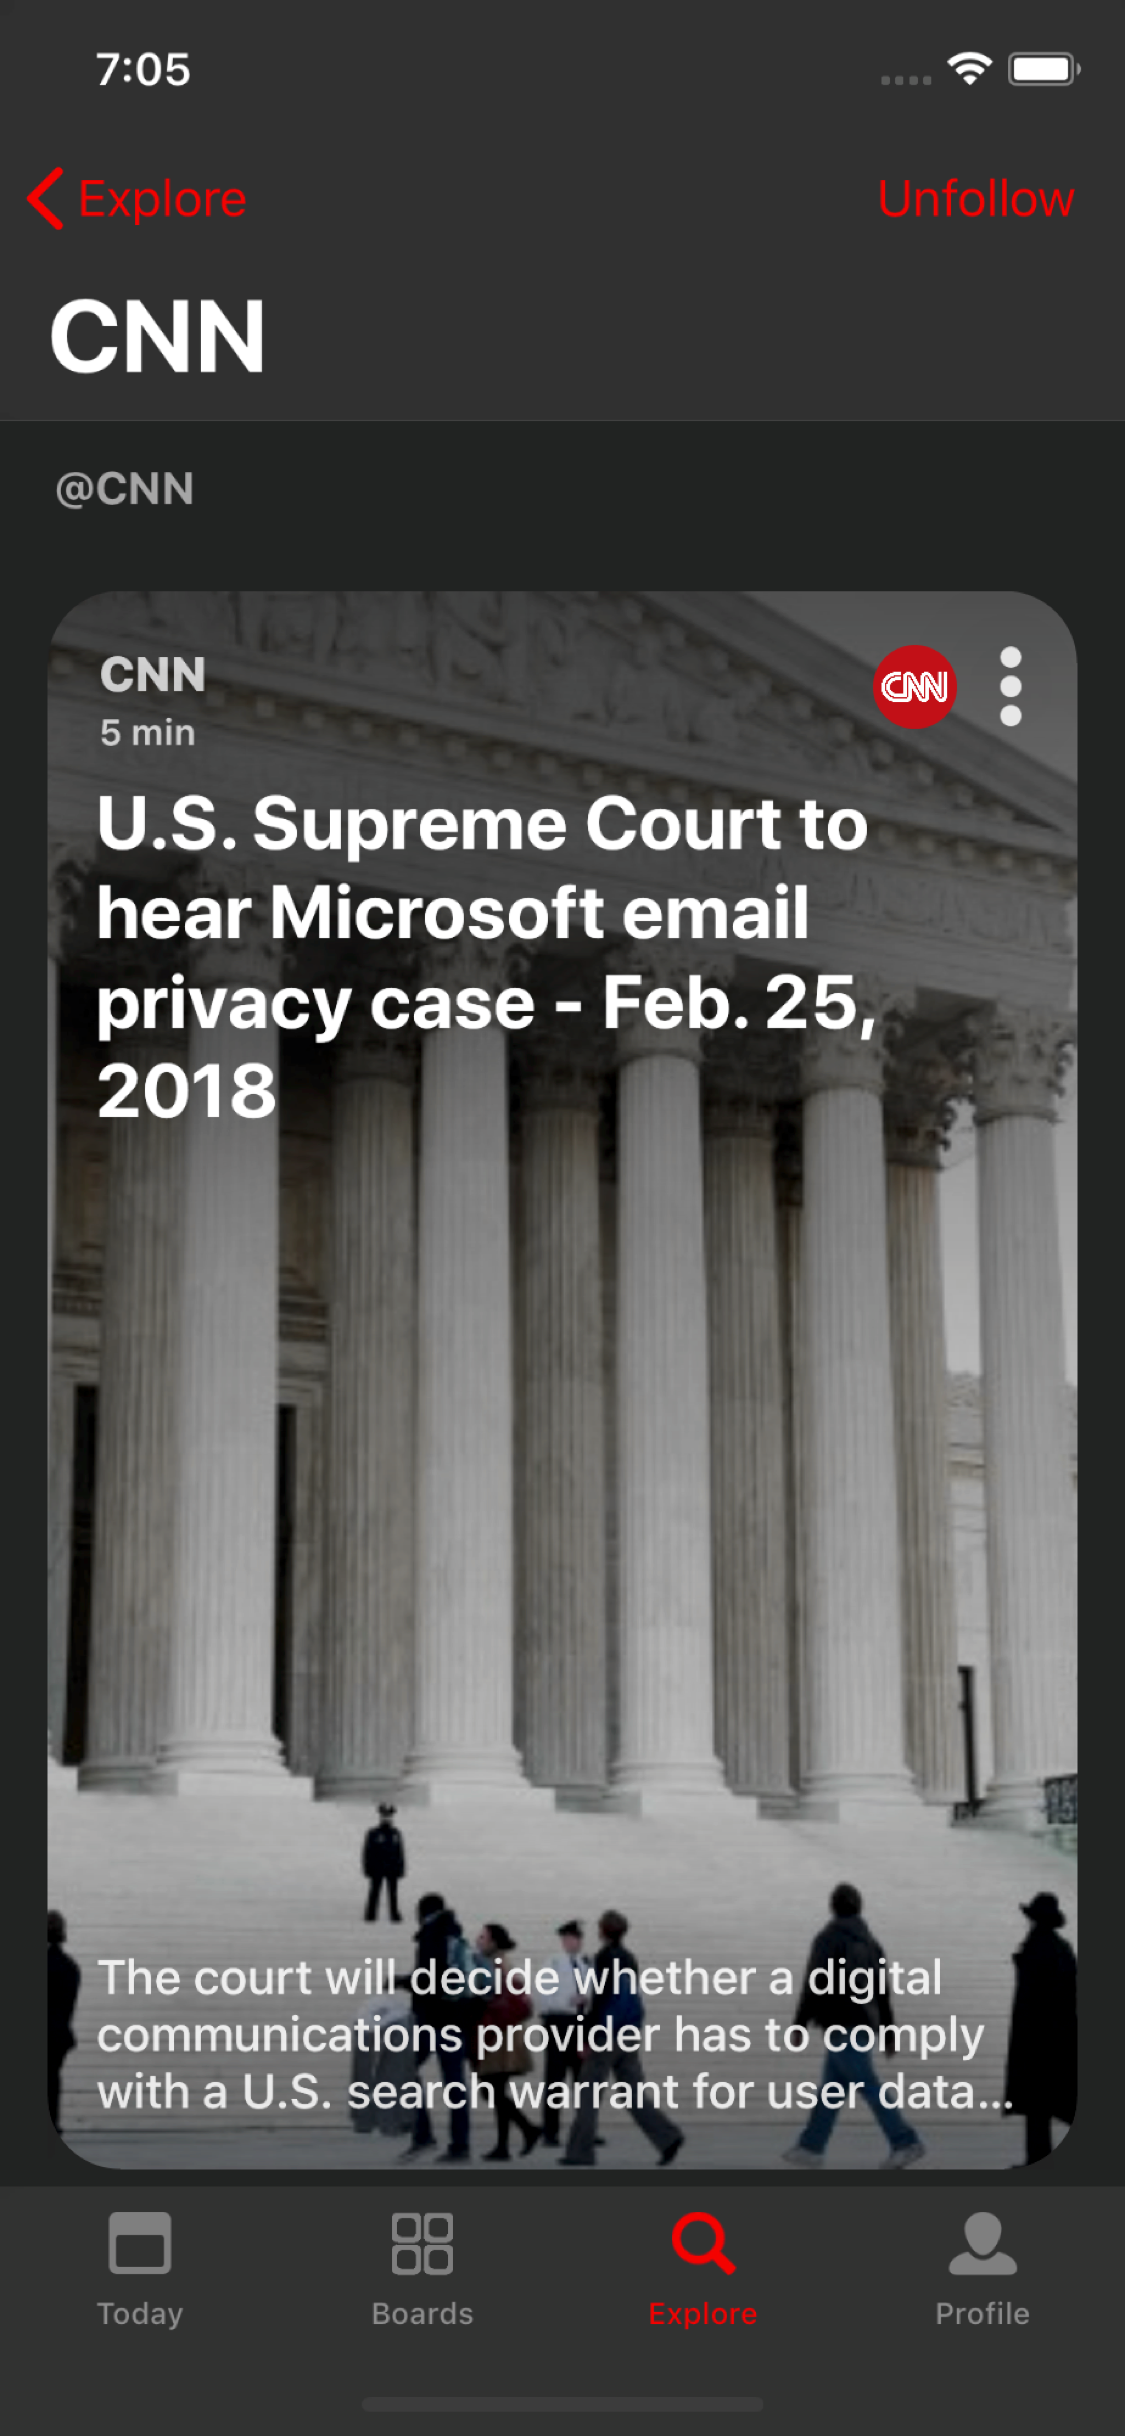 7:05
Explore
Unfollow
CNN
@CNN
CNN
CNN
5 min
U.S. Supreme Court to
hear Microsoft email
privacy case - Feb. 25,
2018
The court will decide whether a digital
communications provider has to comply
with a U.S. search warrant for user data...
Today
Boards
Explore
Profile